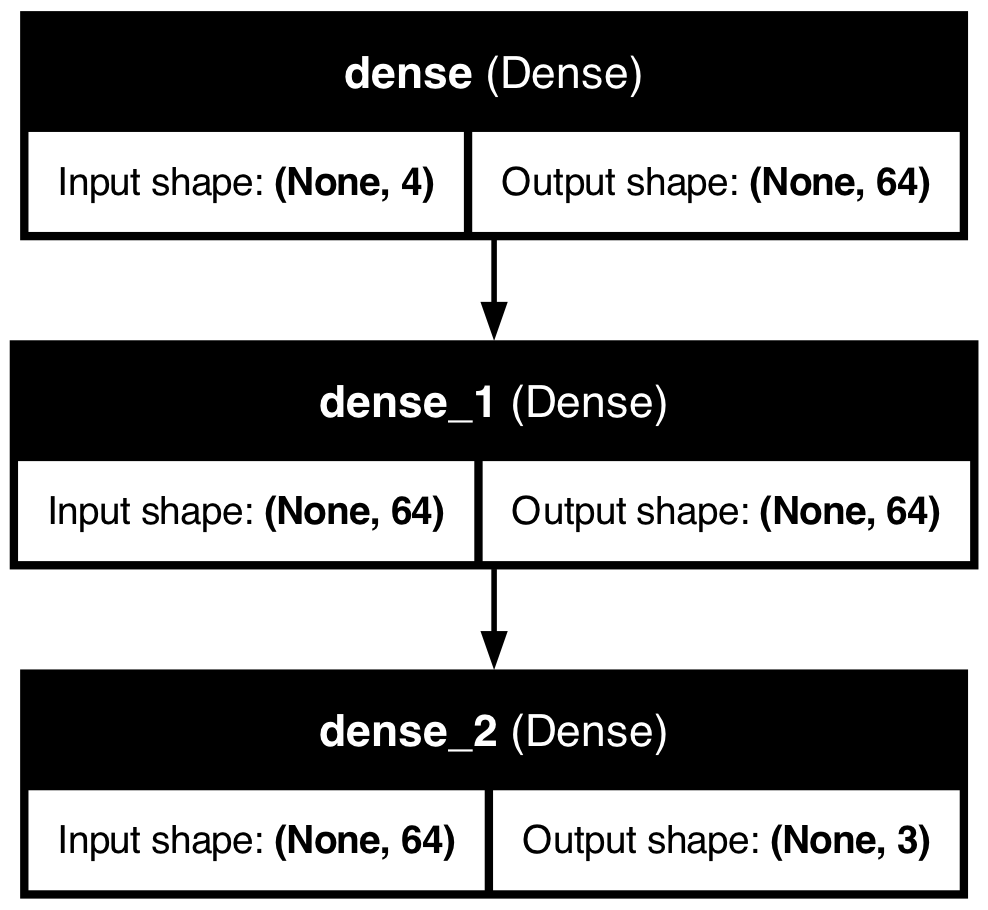 dense (Dense)
Input shape: (None, 4) Output shape: (None, 64)
dense_1 (Dense)
Input shape: (None, 64) Output shape: (None, 64)
dense_2 (Dense)
Input shape: (None, 64) Output shape: (None, 3)